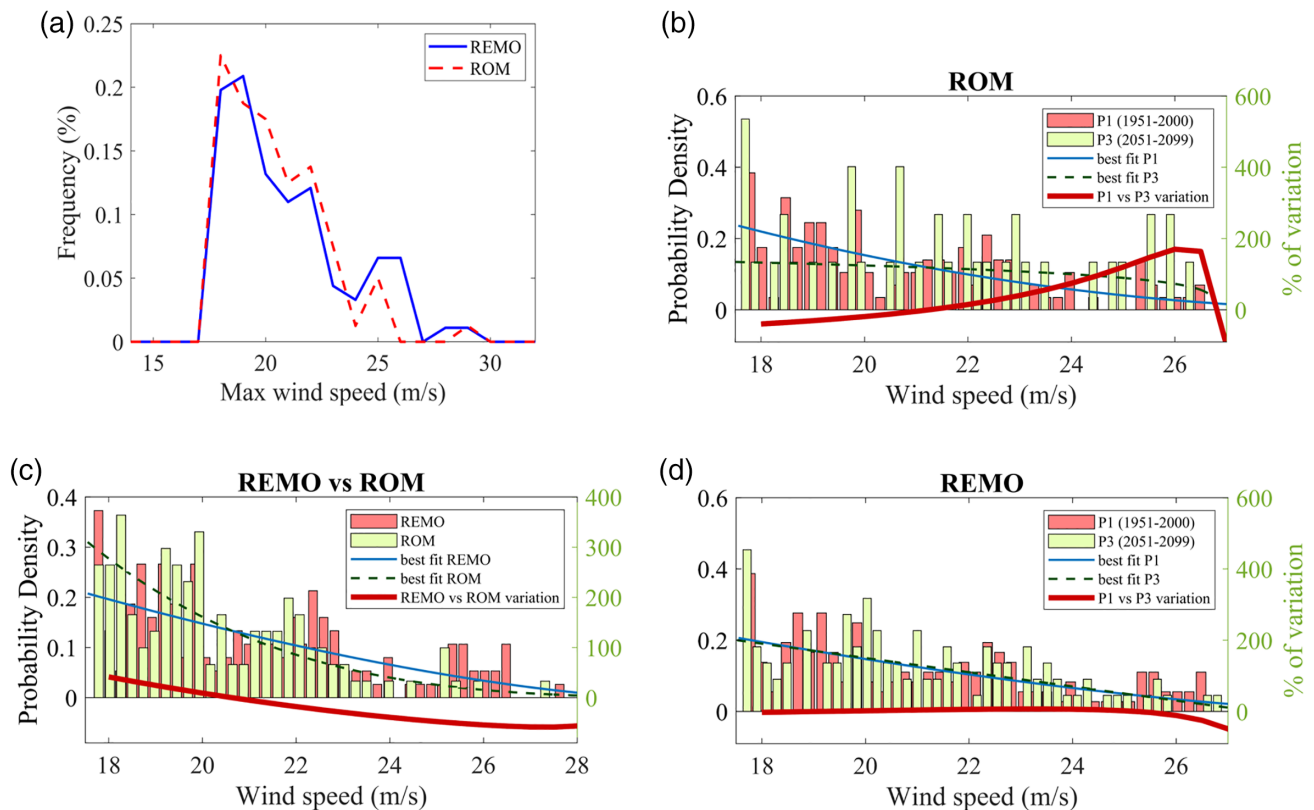 (a)
0.25
0.2
0.15
0.1
0.05
0
Frequency (%)
REMO
ROM
15
20
25
30
Max wind speed (m/s)
(b)
ROM
0.6
0.4
0.2
0
Probability Density
P1 (1951-2000)
P3 (2051-2099)
best fit P1
best fit P3
P1 vs P3 variation
600
400
200
0
% of variation
18
20
22
24
26
Wind speed (m/s)
(c)
REMO vs ROM
0.4
0.3
0.2
0.1
0
Probability Density
REMO
ROM
best fit REMO
best fit ROM
REMO vs ROM variation
400
300
200
100
0
18
20
22
24
26
28
Wind speed (m/s)
(d)
REMO
0.6
0.4
0.2
0
P1 (1951-2000)
P3 (2051-2099)
best fit P1
best fit P3
P1 vs P3 variation
600
400
200
0
% of variation
18
20
22
24
26
Wind speed (m/s)